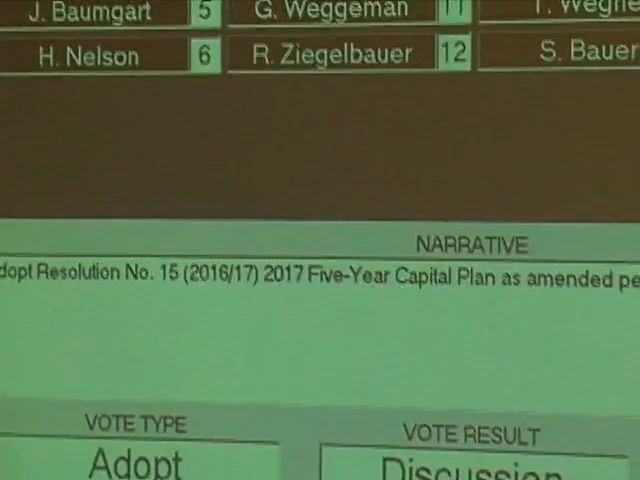 J. Baumgart 5 G. Weggeman 11
H. Nelson 6 R. Ziegelbauer 12 S. Bauer
NARRATIVE
dopt Resolution No. 15 (2016/17) 2017 Five-Year Capital Plan as amended pe
VOTE TYPE VOTE RESULT
Adopt Discussion